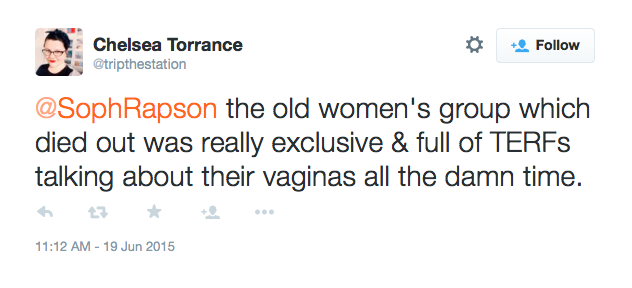 Chelsea Torrance
@tripthestation
Follow
@SophRapson the old women's group which
died out was really exclusive & full of TERFs
talking about their vaginas all the damn time.
11:12 AM - 19 Jun 2015